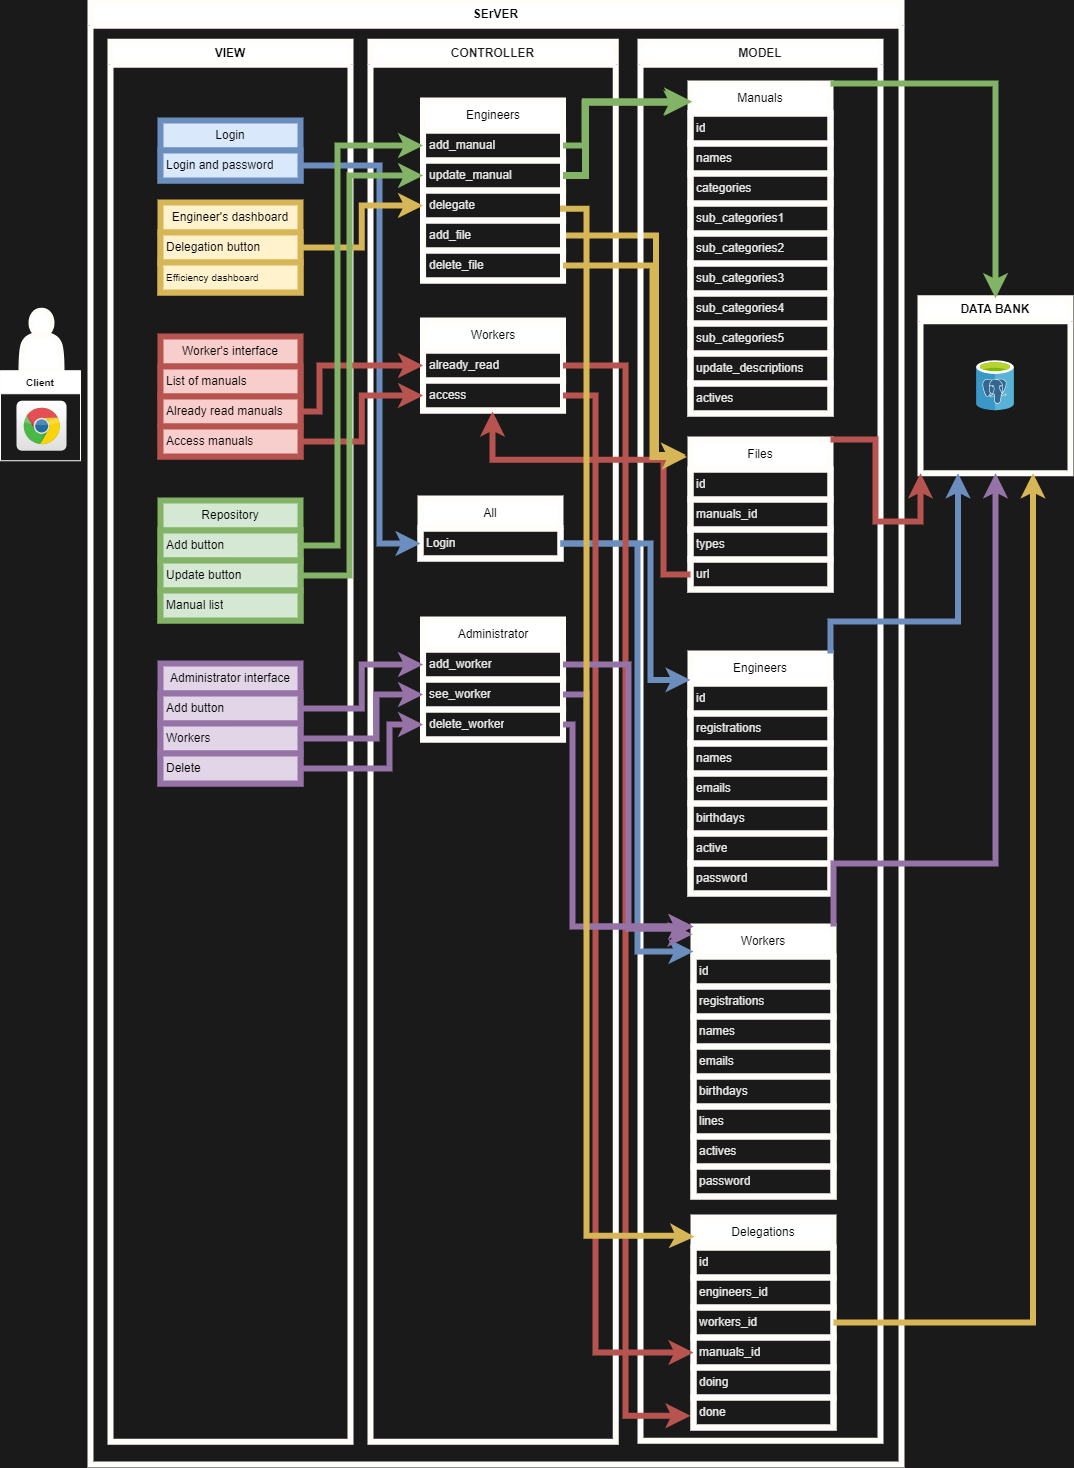 SErVER
VIEW
CONTROLLER
MODEL
Client
Login
Login and password
Engineer's dashboard
Delegation button
Efficiency dashboard
Worker's interface
List of manuals
Already read manuals
Access manuals
Repository
Add button
Update button
Manual list
Administrator interface
Add button
Workers
Delete
Engineers
add_manual
update_manual
delegate
add_file
delete_file
Workers
already_read
access
All
Login
Administrator
add_worker
see_worker
delete_worker
Manuals
id
names
categories
sub_categories1
sub_categories2
sub_categories3
sub_categories4
sub_categories5
update_descriptions
actives
Files
id
manuals_id
types
url
Engineers
id
registrations
names
emails
birthdays
active
password
Workers
id
registrations
names
emails
birthdays
lines
actives
password
Delegations
id
engineers_id
workers_id
manuals_id
doing
done
DATA BANK